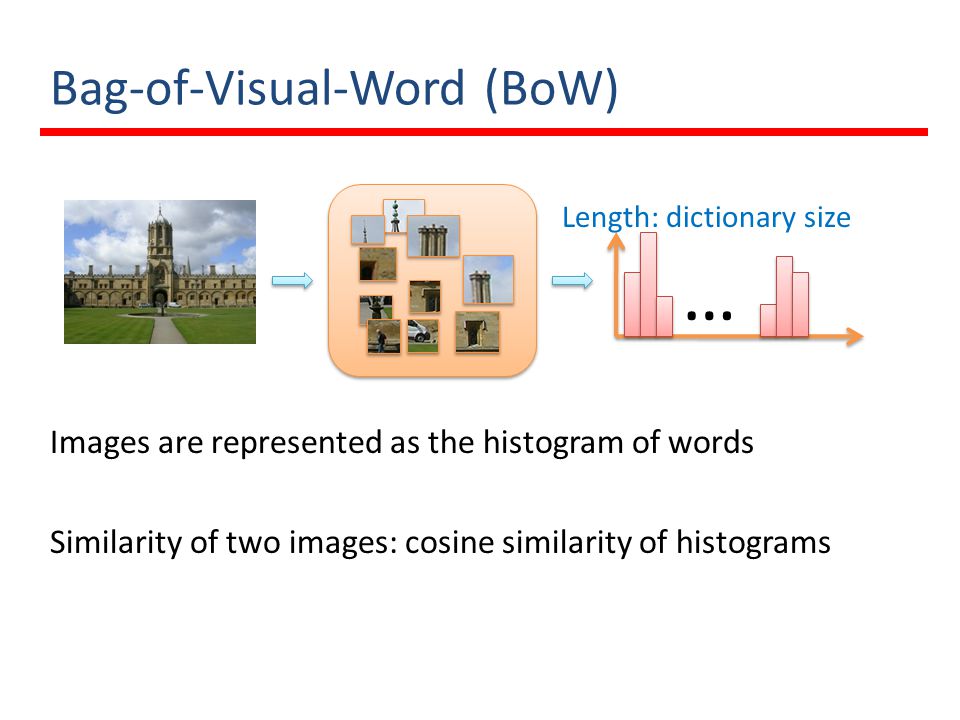 Bag-of-Visual-Word (BoW)
Length: dictionary size
...
Images are represented as the histogram of words
Similarity of two images: cosine similarity of histograms